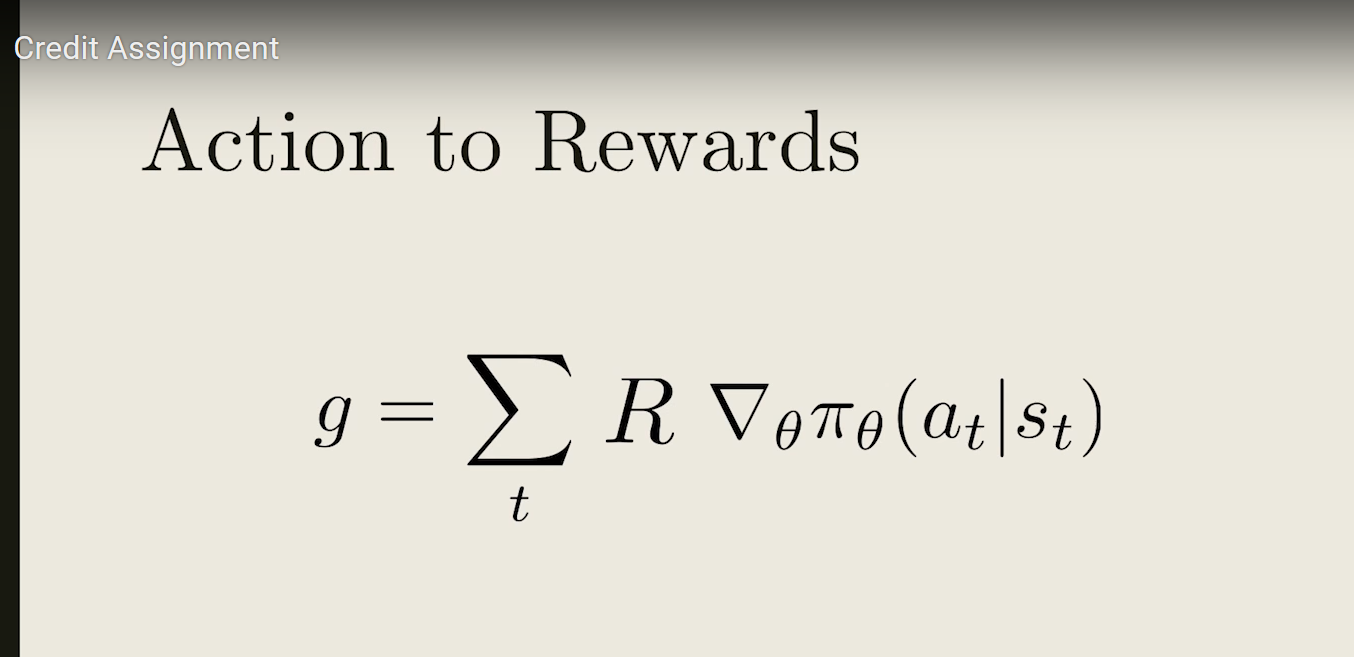 Credit Assignment
Action to Rewards
g = ∑_t R ∇_θ π_θ(a_t|s_t)